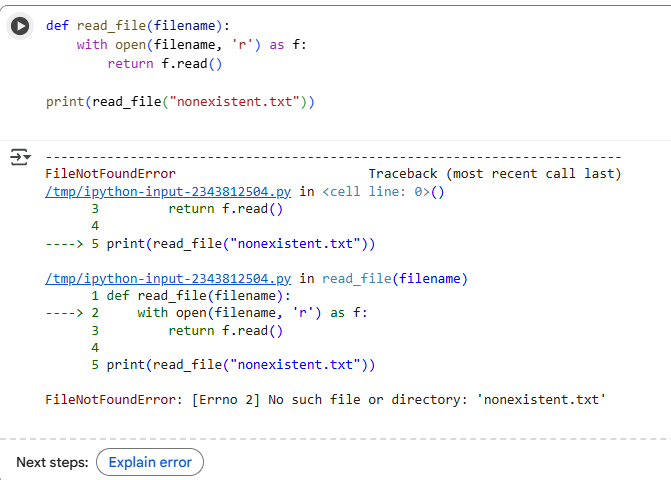 def read_file(filename):
    with open(filename, 'r') as f:
        return f.read()
print(read_file("nonexistent.txt"))
---------------------------------------------------------------------------
FileNotFoundError                         Traceback (most recent call last)
/tmp/ipython-input-2343812504.py in <cell line: 0>()
      3         return f.read()
      4
----> 5 print(read_file("nonexistent.txt"))
/tmp/ipython-input-2343812504.py in read_file(filename)
      1 def read_file(filename):
----> 2     with open(filename, 'r') as f:
      3         return f.read()
      4
      5 print(read_file("nonexistent.txt"))
FileNotFoundError: [Errno 2] No such file or directory: 'nonexistent.txt'
Next steps: Explain error